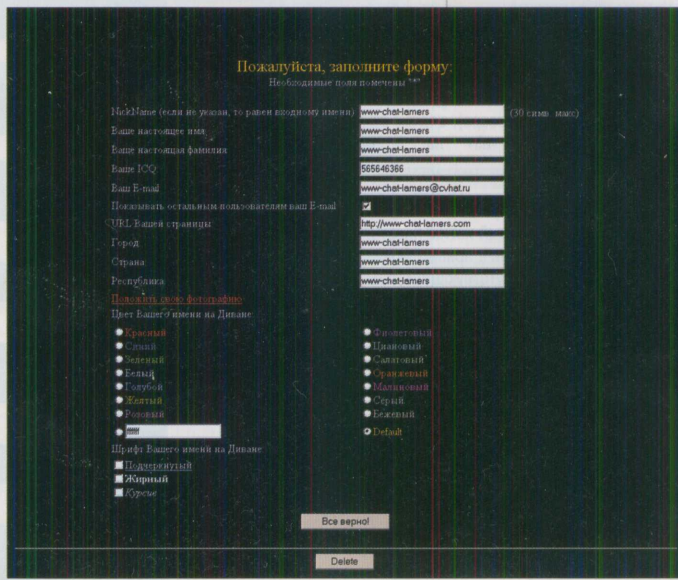 Пожалуйста, заполните форму:
Необходимые поля помечены "*"
NickName (если не указан, то равен входному имени) www-chat-lamers (30 симв. макс)
Ваше настоящее имя www-chat-lamers
Ваше настоящая фамилия www-chat-lamers
Ваше ICQ 565646366
Ваш E-mail www-chat-lamers@cvhat.ru
Показывать остальным пользователям ваш E-mail
URL Вашей страницы: http://www-chat-lamers.com
Город www-chat-lamers
Страна: www-chat-lamers
Республика: www-chat-lamers
Положить свою фотографию
Цвет Вашего имени на Диване:
Красный Фиолетовый
Синий Циановый
Зеленый Салатовый
Белый Оранжевый
Голубой Малиновый
Желтый Серый
Розовый Бежевый
ffffff Default
Шрифт Вашего имени на Диване
Подчеркнутый
Жирный
Курсив
Все верно!
Delete